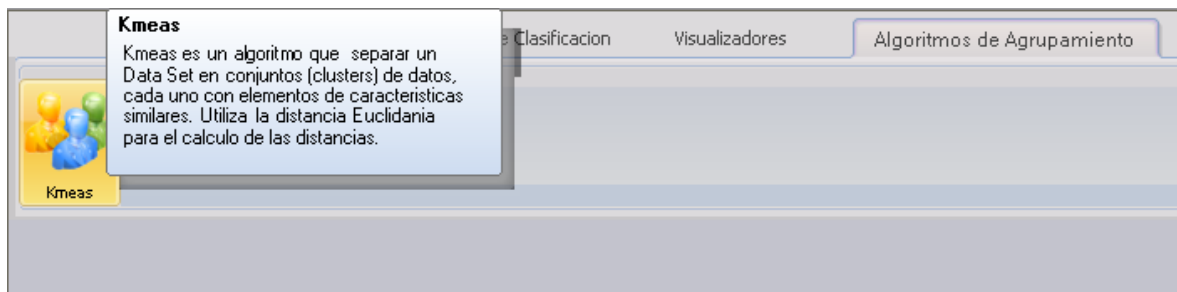 Kmeas
Kmeas es un algoritmo que separar un
Data Set en conjuntos (clusters) de datos,
cada uno con elementos de caracteristicas
similares. Utiliza la distancia Euclidania
para el calculo de las distancias.
Clasificacion Visualizadores Algoritmos de Agrupamiento
Kmeas